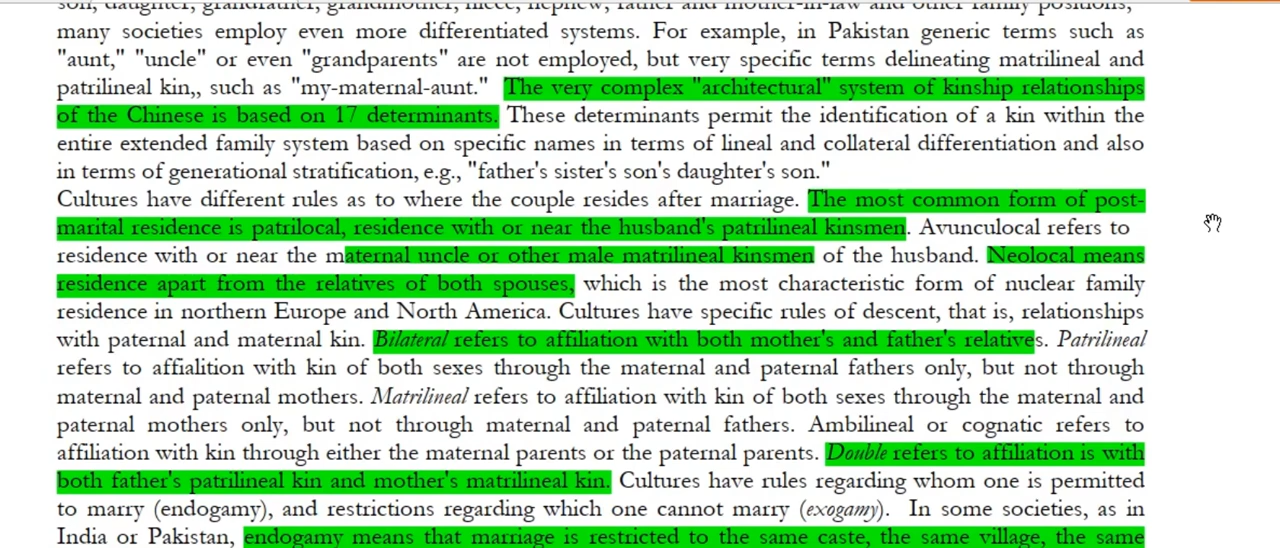 son, daughter, grandfather, grandmother, niece, nephew, father and mother-in-law and other family positions,
many societies employ even more differentiated systems. For example, in Pakistan generic terms such as
"aunt," "uncle" or even "grandparents" are not employed, but very specific terms delineating matrilineal and
patrilineal kin,, such as "my-maternal-aunt." The very complex "architectural" system of kinship relationships
of the Chinese is based on 17 determinants. These determinants permit the identification of a kin within the
entire extended family system based on specific names in terms of lineal and collateral differentiation and also
in terms of generational stratification, e.g., "father's sister's son's daughter's son."
Cultures have different rules as to where the couple resides after marriage. The most common form of post-
marital residence is patrilocal, residence with or near the husband's patrilineal kinsmen. Avunculocal refers to
residence with or near the maternal uncle or other male matrilineal kinsmen of the husband. Neolocal means
residence apart from the relatives of both spouses, which is the most characteristic form of nuclear family
residence in northern Europe and North America. Cultures have specific rules of descent, that is, relationships
with paternal and maternal kin. Bilateral refers to affiliation with both mother's and father's relatives. Patrilineal
refers to affialition with kin of both sexes through the maternal and paternal fathers only, but not through
maternal and paternal mothers. Matrilineal refers to affiliation with kin of both sexes through the maternal and
paternal mothers only, but not through maternal and paternal fathers. Ambilineal or cognatic refers to
affiliation with kin through either the maternal parents or the paternal parents. Double refers to affiliation is with
both father's patrilineal kin and mother's matrilineal kin. Cultures have rules regarding whom one is permitted
to marry (endogamy), and restrictions regarding which one cannot marry (exogamy). In some societies, as in
India or Pakistan, endogamy means that marriage is restricted to the same caste, the same village, the same